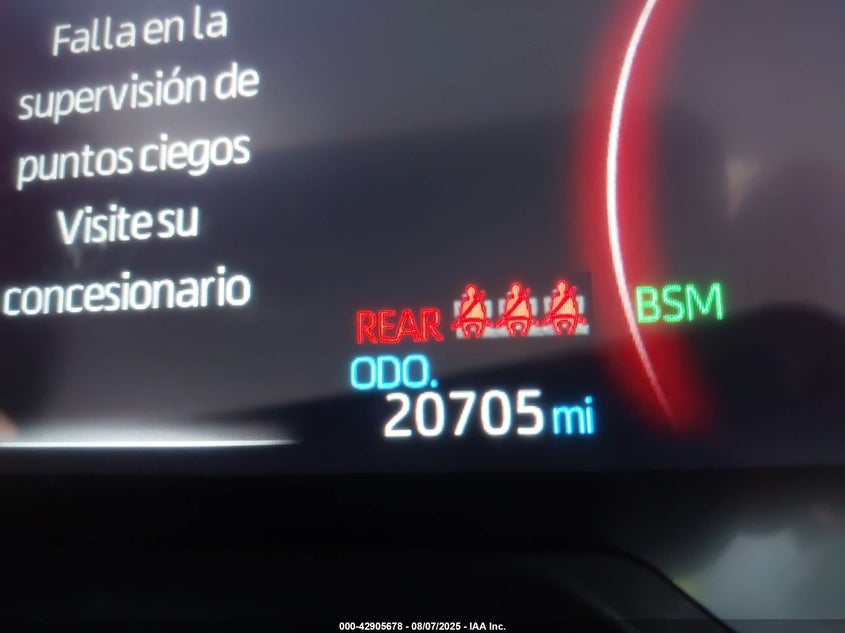 Falla en la
supervisión de
puntos ciegos
Visite su
concesionario
REAR
BSM
ODO.
20705 mi
000-42905678 - 08/07/2025 - IAA Inc.